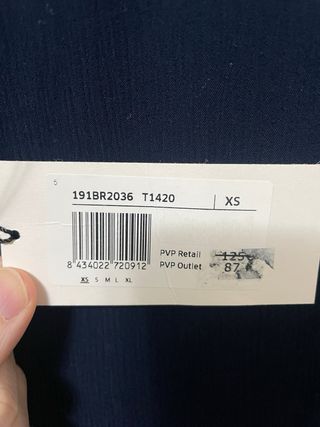 5
191BR2036 T1420 XS
PVP Retail 125
8 434022 720912 PVP Outlet 87
XS S M L XL